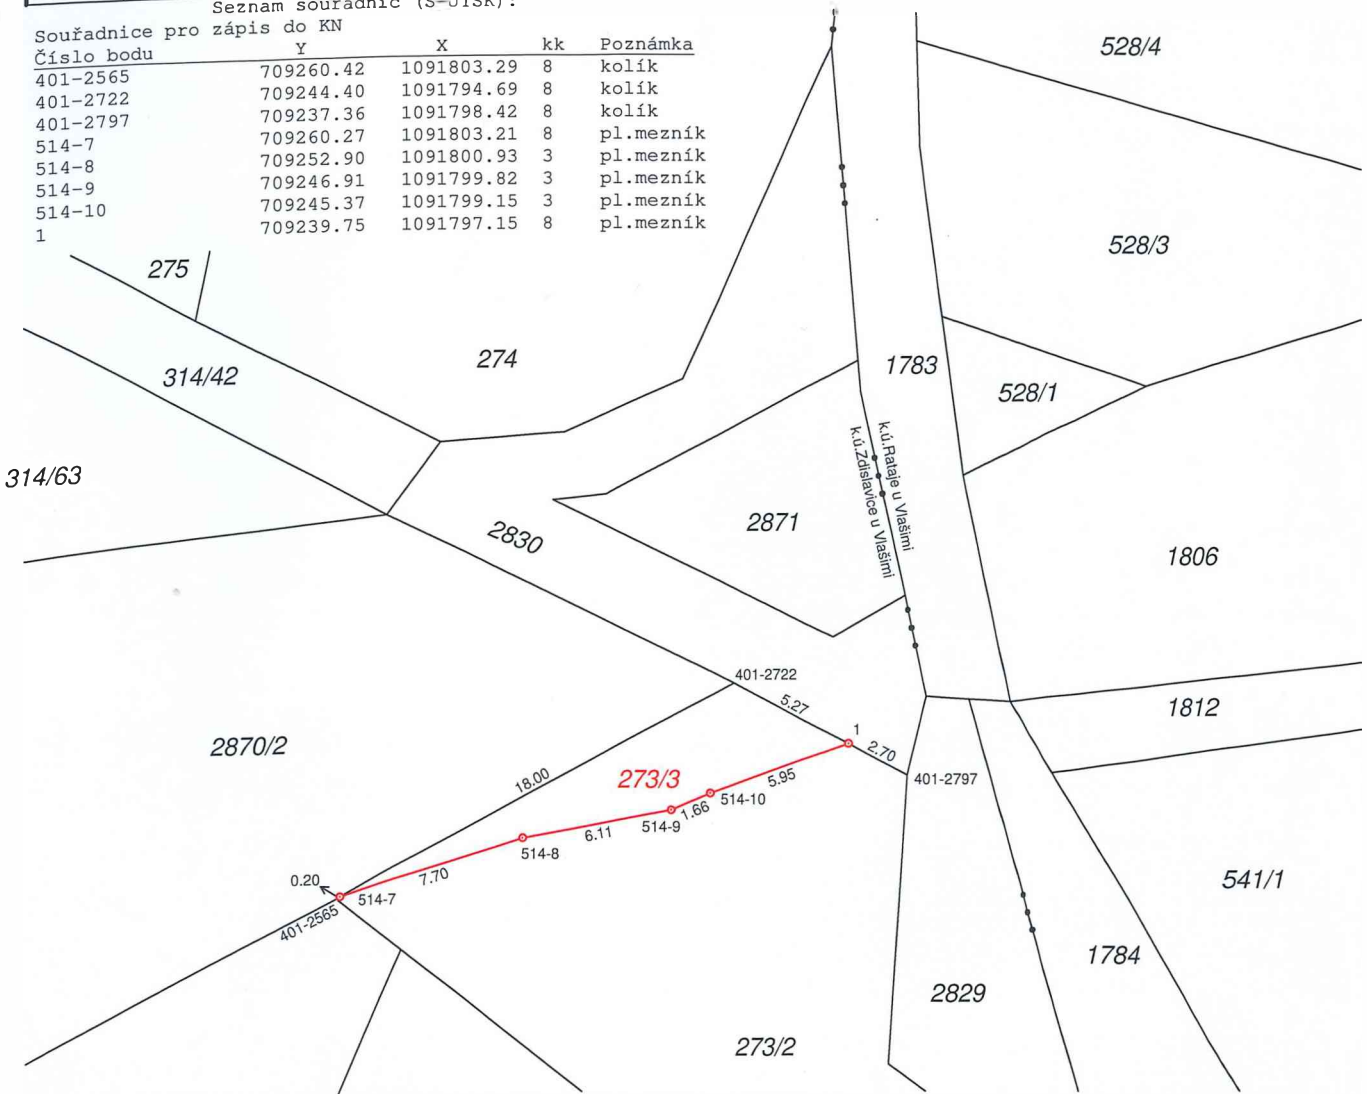 Seznam souřadnic (S-JTSK):
Souřadnice pro zápis do KN
Číslo bodu Y X kk Poznámka
401-2565 709260.42 1091803.29 8 kolík
401-2722 709244.40 1091794.69 8 kolík
401-2797 709237.36 1091798.42 8 kolík
514-7 709260.27 1091803.21 8 pl.mezník
514-8 709252.90 1091800.93 3 pl.mezník
514-9 709246.91 1091799.82 3 pl.mezník
514-10 709245.37 1091799.15 3 pl.mezník
1 709239.75 1091797.15 8 pl.mezník
528/4
528/3
275
274
314/42
1783
528/1
314/63
k.ú.Rataje u Vlašimi
k.ú.Zdislavice u Vlašimi
2871
2830
1806
401-2722
5.27
1812
1
2.70
2870/2
273/3
18.00
5.95
401-2797
514-10
1.66
514-9
6.11
514-8
7.70
0.20
514-7
401-2565
541/1
1784
2829
273/2